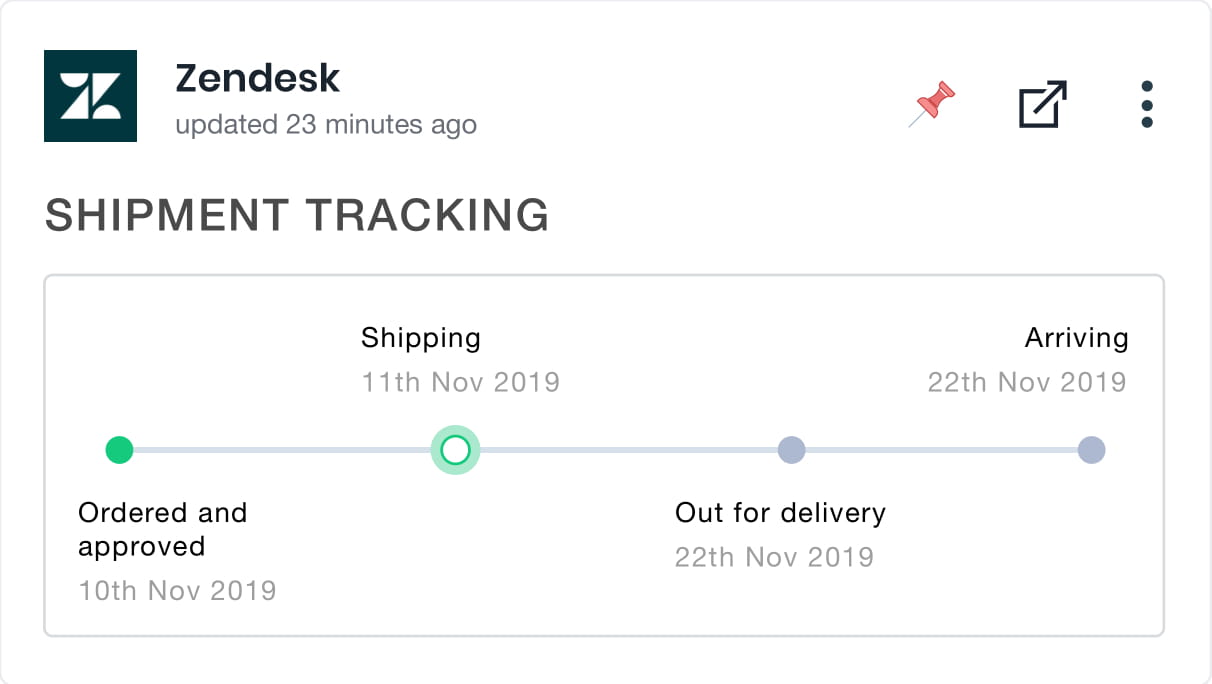 Zendesk
updated 23 minutes ago
SHIPMENT TRACKING
Shipping
11th Nov 2019
Arriving
22th Nov 2019
Ordered and
approved
10th Nov 2019
Out for delivery
22th Nov 2019